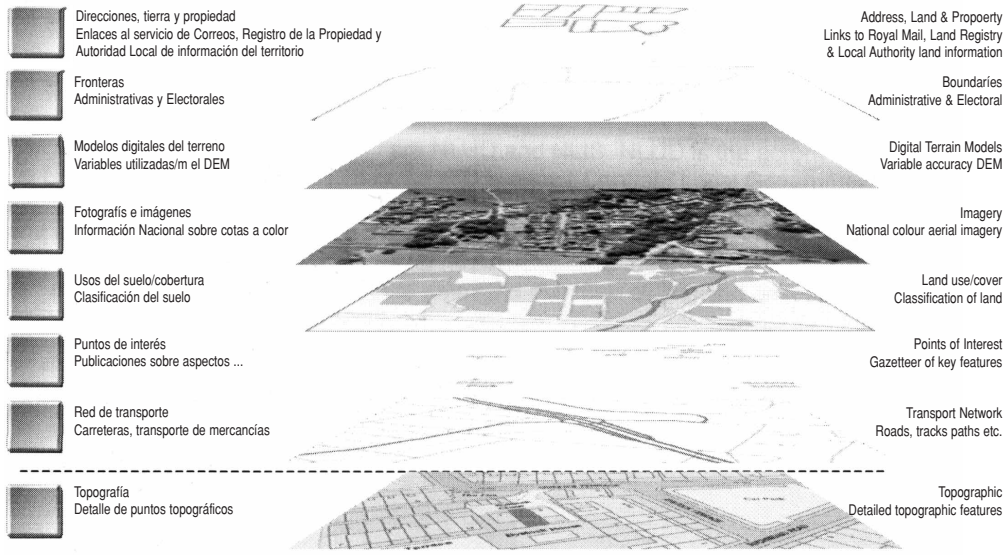 Direcciones, tierra y propiedad
Enlaces al servicio de Correos, Registro de la Propiedad y
Autoridad Local de información del territorio
Address, Land & Propoerty
Links to Royal Mail, Land Registry
& Local Authority land information
Fronteras
Administrativas y Electorales
Boundaries
Administrative & Electoral
Modelos digitales del terreno
Variables utilizadas/m el DEM
Digital Terrain Models
Variable accuracy DEM
Fotografís e imágenes
Información Nacional sobre cotas a color
Imagery
National colour aerial imagery
Usos del suelo/cobertura
Clasificación del suelo
Land use/cover
Classification of land
Puntos de interés
Publicaciones sobre aspectos ...
Points of Interest
Gazetteer of key features
Red de transporte
Carreteras, transporte de mercancías
Transport Network
Roads, tracks paths etc.
Topografía
Detalle de puntos topográficos
Topographic
Detailed topographic features